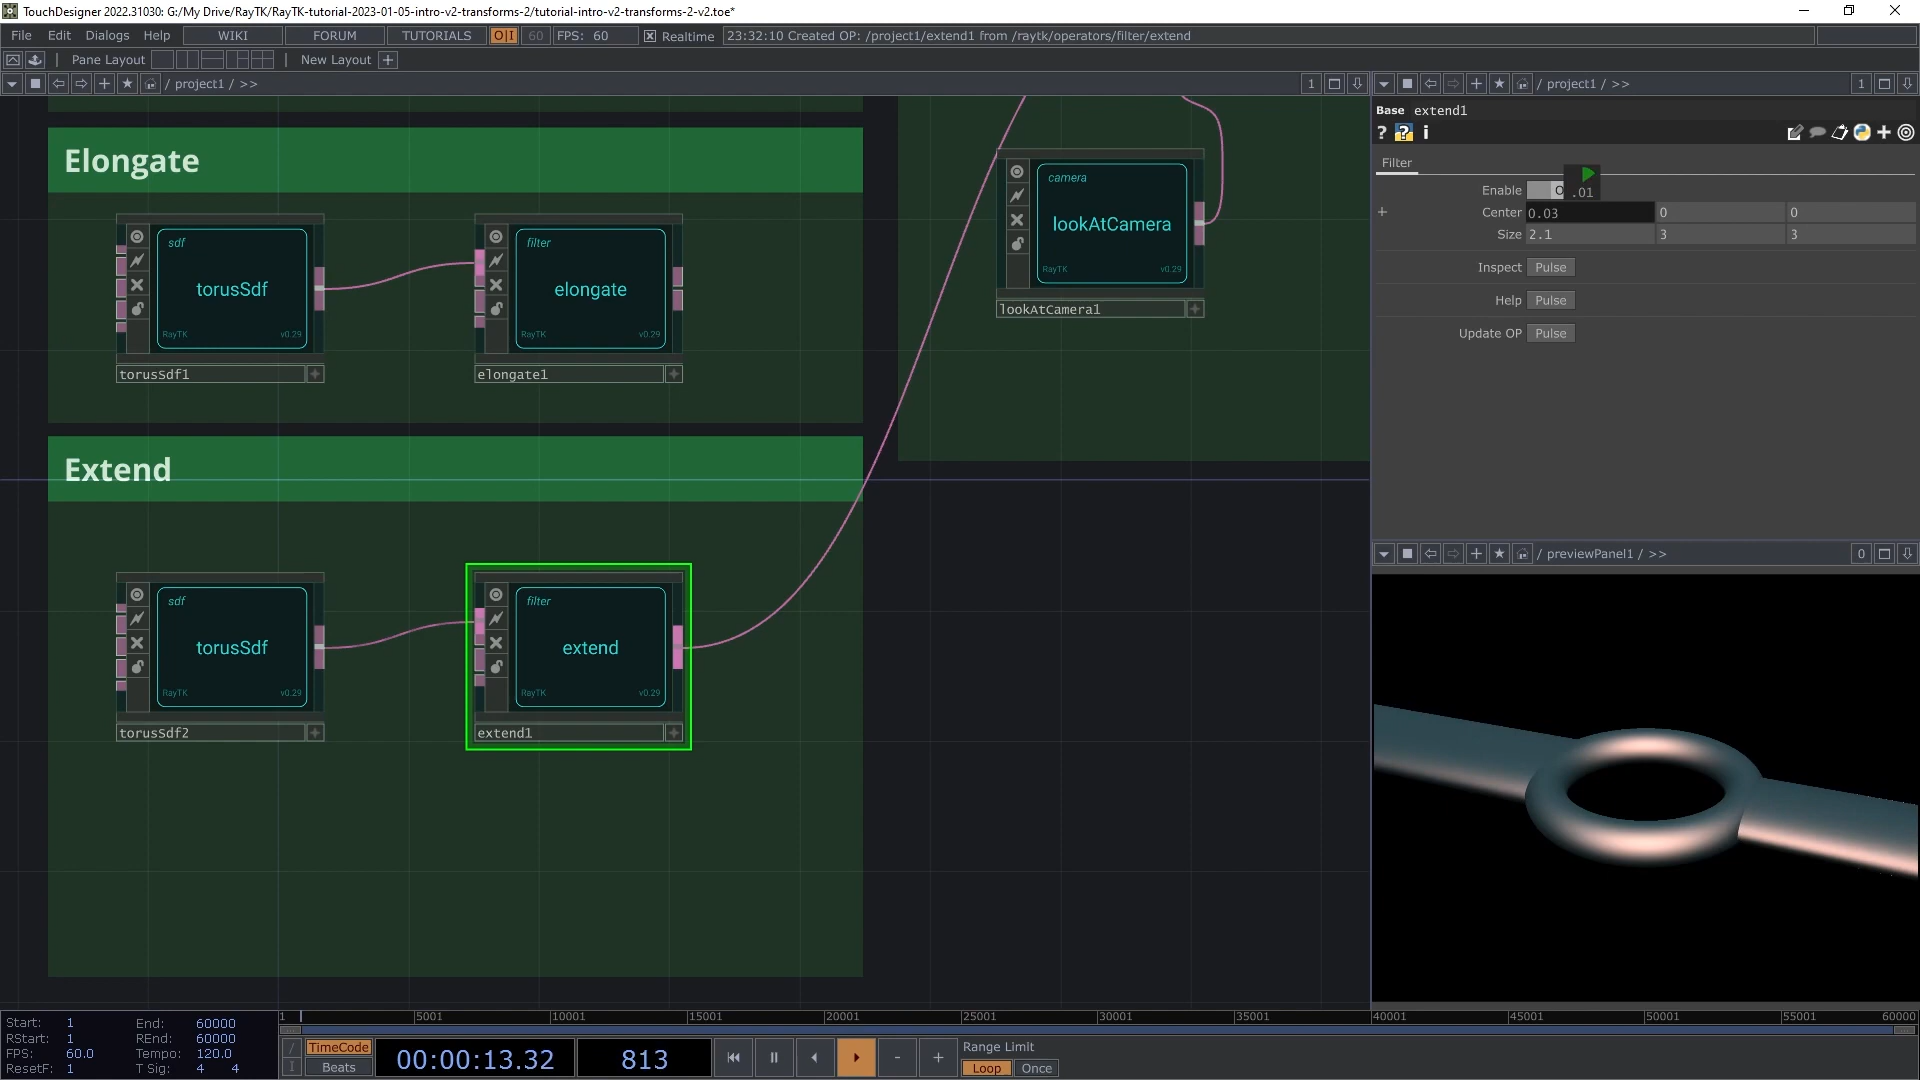 TouchDesigner 2022.31030: G:/My Drive/RayTK/RayTK-tutorial-2023-01-05-intro-v2-transforms-2/tutorial-intro-v2-transforms-2-v2.toe*
File Edit Dialogs Help WIKI FORUM TUTORIALS O|I 60 FPS: 60 Realtime 23:32:10 Created OP: /project1/extend1 from /raytk/operators/filter/extend
Pane Layout New Layout +
/ project1 / >> 1
/ project1 / >> 1
Base extend1
? ? i
Filter
Enable O .01
+ Center 0.03 0 0
Size 2.1 3 3
Inspect Pulse
Help Pulse
Update OP Pulse
/ previewPanel1 / >> 0
Elongate
sdf
torusSdf
RayTK v0.29
torusSdf1
filter
elongate
RayTK v0.29
elongate1
camera
lookAtCamera
RayTK v0.29
lookAtCamera1
Extend
sdf
torusSdf
RayTK v0.29
torusSdf2
filter
extend
RayTK v0.29
extend1
1 5001 10001 15001 20001 25001 30001 35001 40001 45001 50001 55001 60000
Start: 1 End: 60000
RStart: 1 REnd: 60000
FPS: 60.0 Tempo: 120.0
ResetF: 1 T Sig: 4 4
/ TimeCode
I Beats
00:00:13.32 813 - +
Range Limit
Loop Once